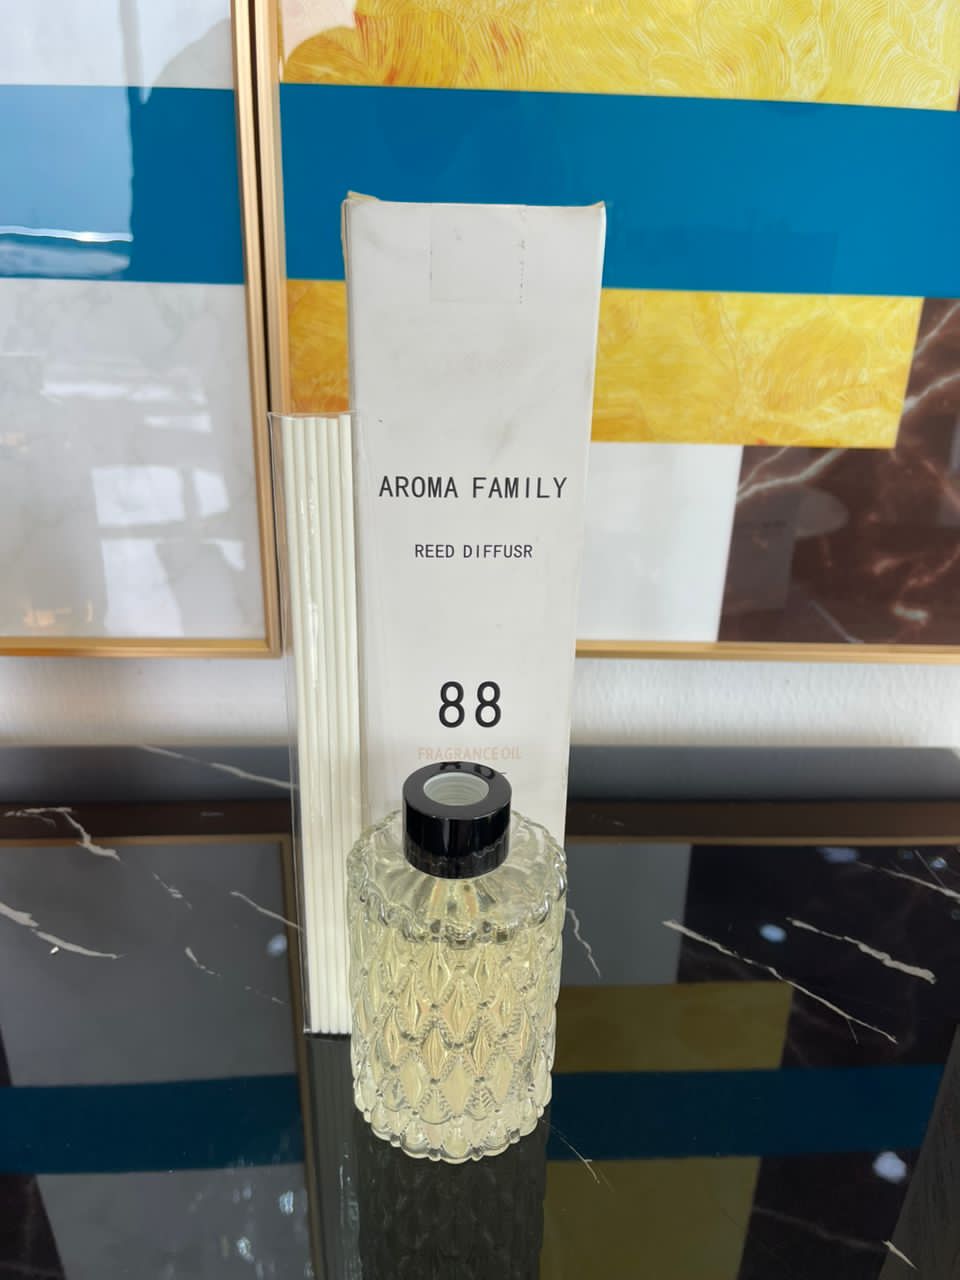 AROMA FAMILY
REED DIFFUSR
88
FRAGRANCE OIL